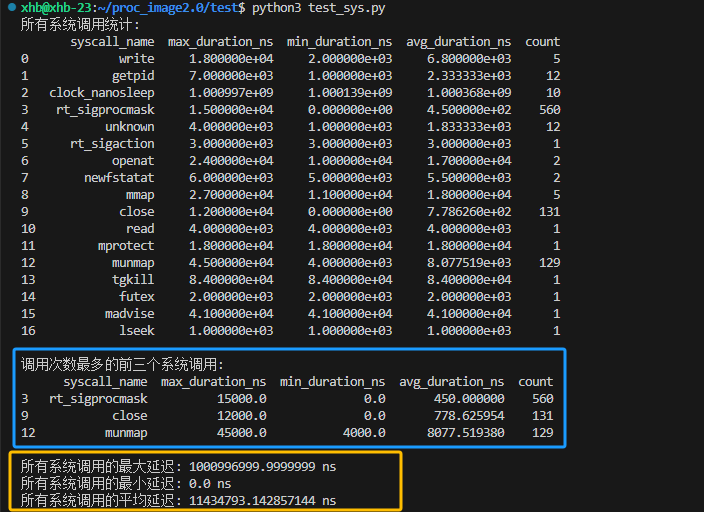 xhb@xhb-23:~/proc_image2.0/test$ python3 test_sys.py
所有系统调用统计:
syscall_name max_duration_ns min_duration_ns avg_duration_ns count
0 write 1.800000e+04 2.000000e+03 6.800000e+03 5
1 getpid 7.000000e+03 1.000000e+03 2.333333e+03 12
2 clock_nanosleep 1.000997e+09 1.000139e+09 1.000368e+09 10
3 rt_sigprocmask 1.500000e+04 0.000000e+00 4.500000e+02 560
4 unknown 4.000000e+03 1.000000e+03 1.833333e+03 12
5 rt_sigaction 3.000000e+03 3.000000e+03 3.000000e+03 1
6 openat 2.400000e+04 1.000000e+04 1.700000e+04 2
7 newfstatat 6.000000e+03 5.000000e+03 5.500000e+03 2
8 mmap 2.700000e+04 1.100000e+04 1.800000e+04 5
9 close 1.200000e+04 0.000000e+00 7.786260e+02 131
10 read 4.000000e+03 4.000000e+03 4.000000e+03 1
11 mprotect 1.800000e+04 1.800000e+04 1.800000e+04 1
12 munmap 4.500000e+04 4.000000e+03 8.077519e+03 129
13 tgkill 8.400000e+04 8.400000e+04 8.400000e+04 1
14 futex 2.000000e+03 2.000000e+03 2.000000e+03 1
15 madvise 4.100000e+04 4.100000e+04 4.100000e+04 1
16 lseek 1.000000e+03 1.000000e+03 1.000000e+03 1
调用次数最多的前三个系统调用:
syscall_name max_duration_ns min_duration_ns avg_duration_ns count
3 rt_sigprocmask 15000.0 0.0 450.000000 560
9 close 12000.0 0.0 778.625954 131
12 munmap 45000.0 4000.0 8077.519380 129
所有系统调用的最大延迟: 1000996999.9999999 ns
所有系统调用的最小延迟: 0.0 ns
所有系统调用的平均延迟: 11434793.142857144 ns